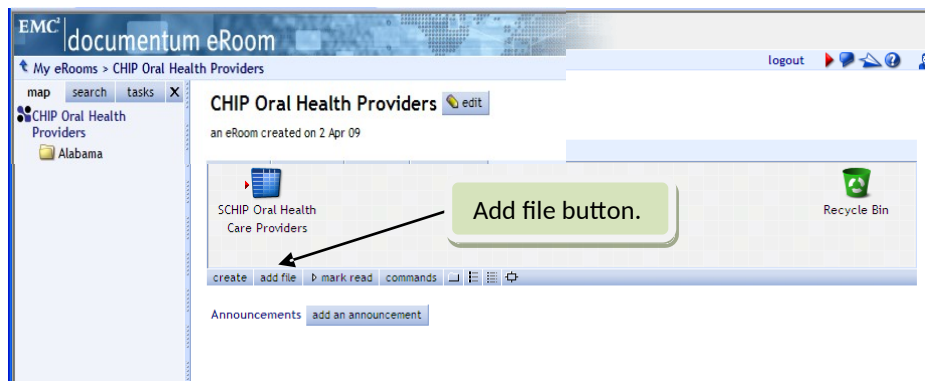 EMC²
documentum eRoom
My eRooms > CHIP Oral Health Providers
logout
map search tasks X
CHIP Oral Health
Providers
Alabama
CHIP Oral Health Providers edit
an eRoom created on 2 Apr 09
SCHIP Oral Health
Care Providers
Add file button.
Recycle Bin
create add file mark read commands
Announcements add an announcement